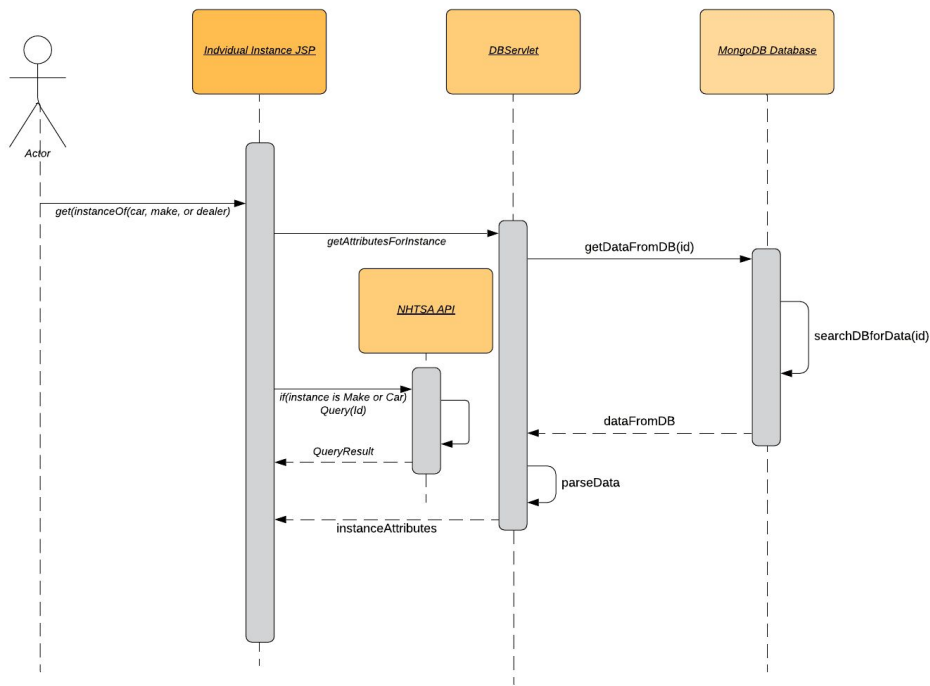 Indvidual Instance JSP
DBServlet
MongoDB Database
Actor
get(instanceOf(car, make, or dealer)
getAttributesForInstance
getDataFromDB(id)
NHTSA API
searchDBforData(id)
if(instance is Make or Car)
Query(Id)
dataFromDB
QueryResult
parseData
instanceAttributes